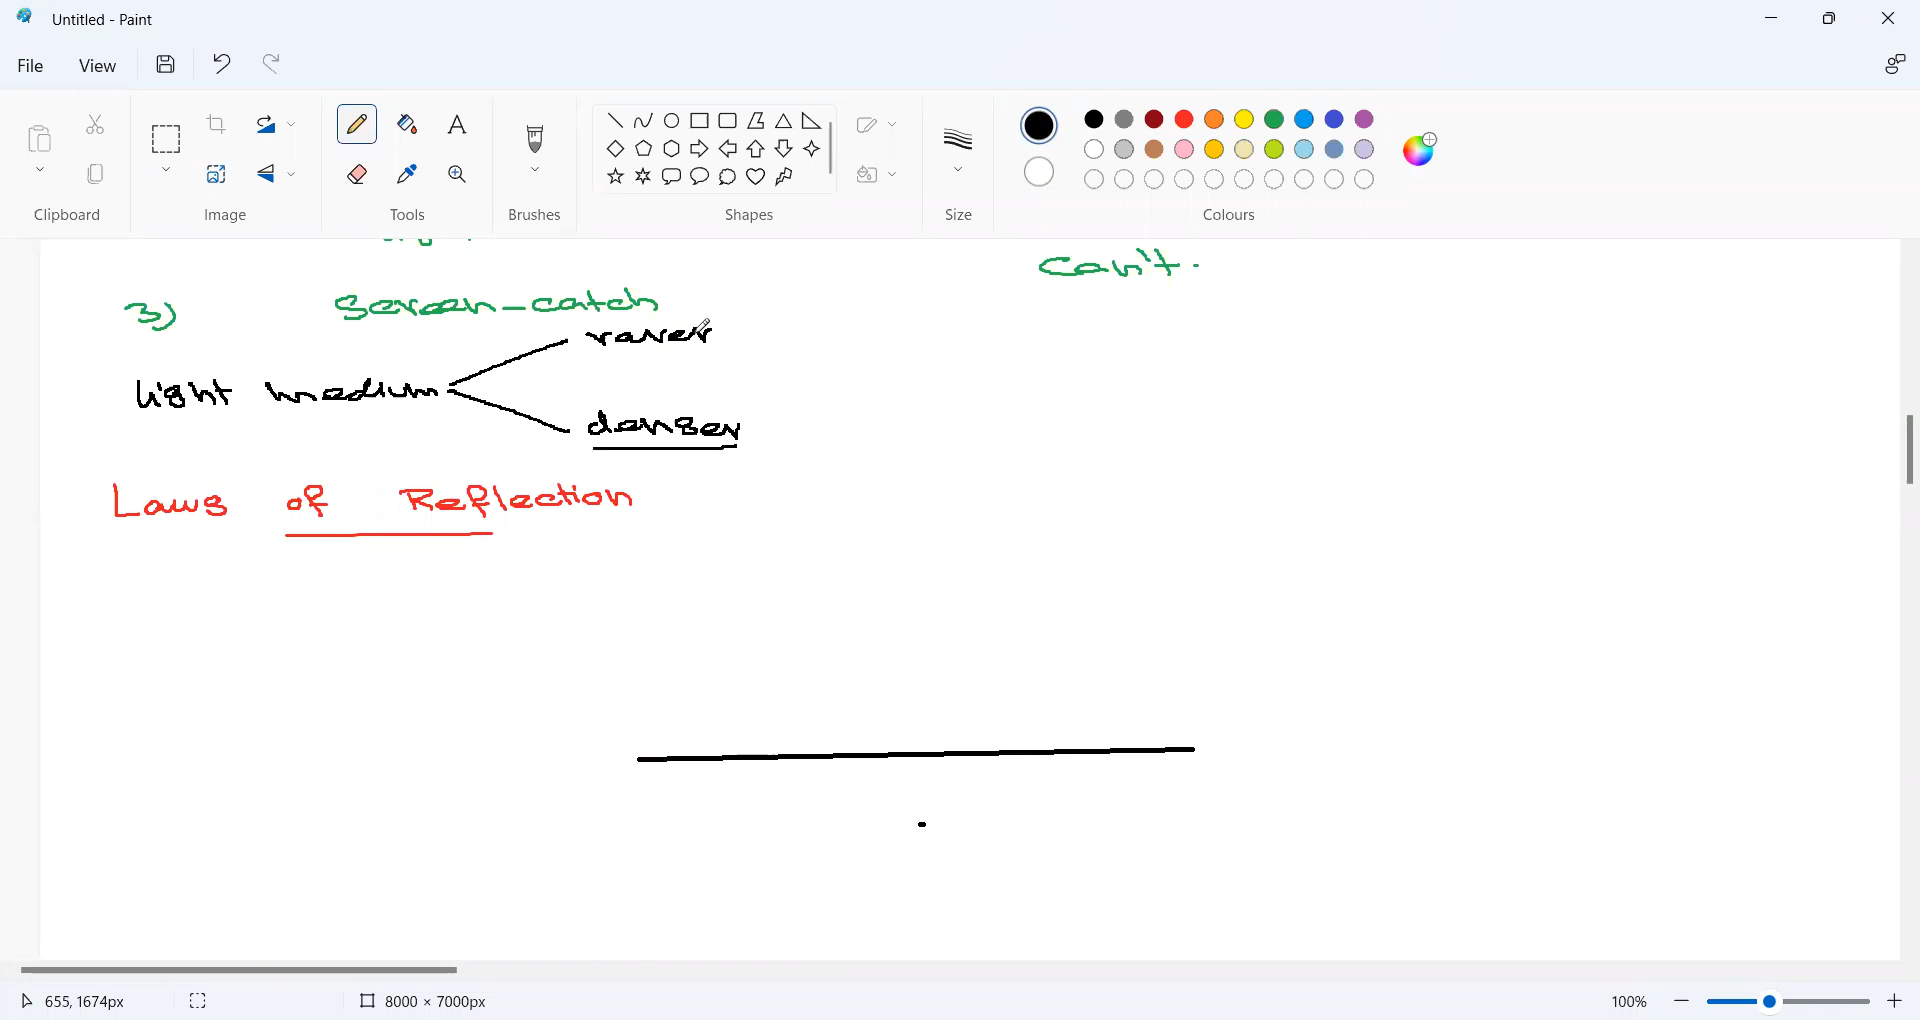 Untitled - Paint
File View
Clipboard Image Tools Brushes Shapes Size Colours
can't.
3) Screen-catch
rarer
light medium
denser
Laws of Reflection
655, 1674px 8000 × 7000px 100%